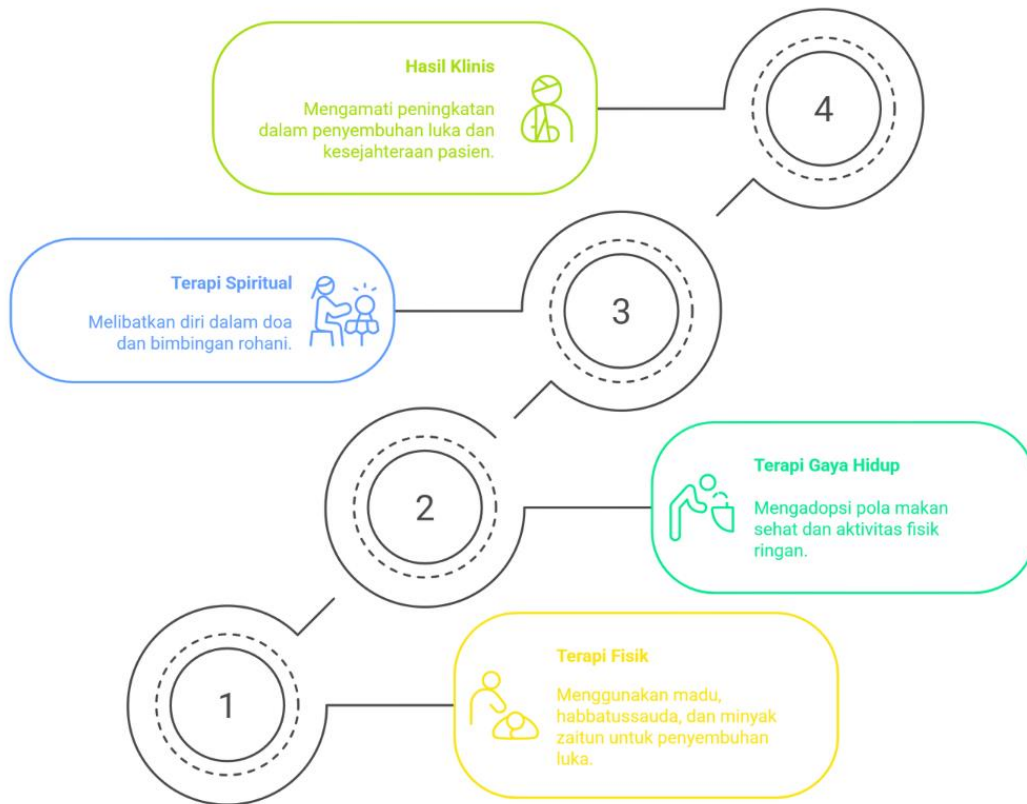 Hasil Klinis
Mengamati peningkatan
dalam penyembuhan luka dan
kesejahteraan pasien.
4
Terapi Spiritual
Melibatkan diri dalam doa
dan bimbingan rohani.
3
2
Terapi Gaya Hidup
Mengadopsi pola makan
sehat dan aktivitas fisik
ringan.
1
Terapi Fisik
Menggunakan madu,
habbatussauda, dan minyak
zaitun untuk penyembuhan
luka.